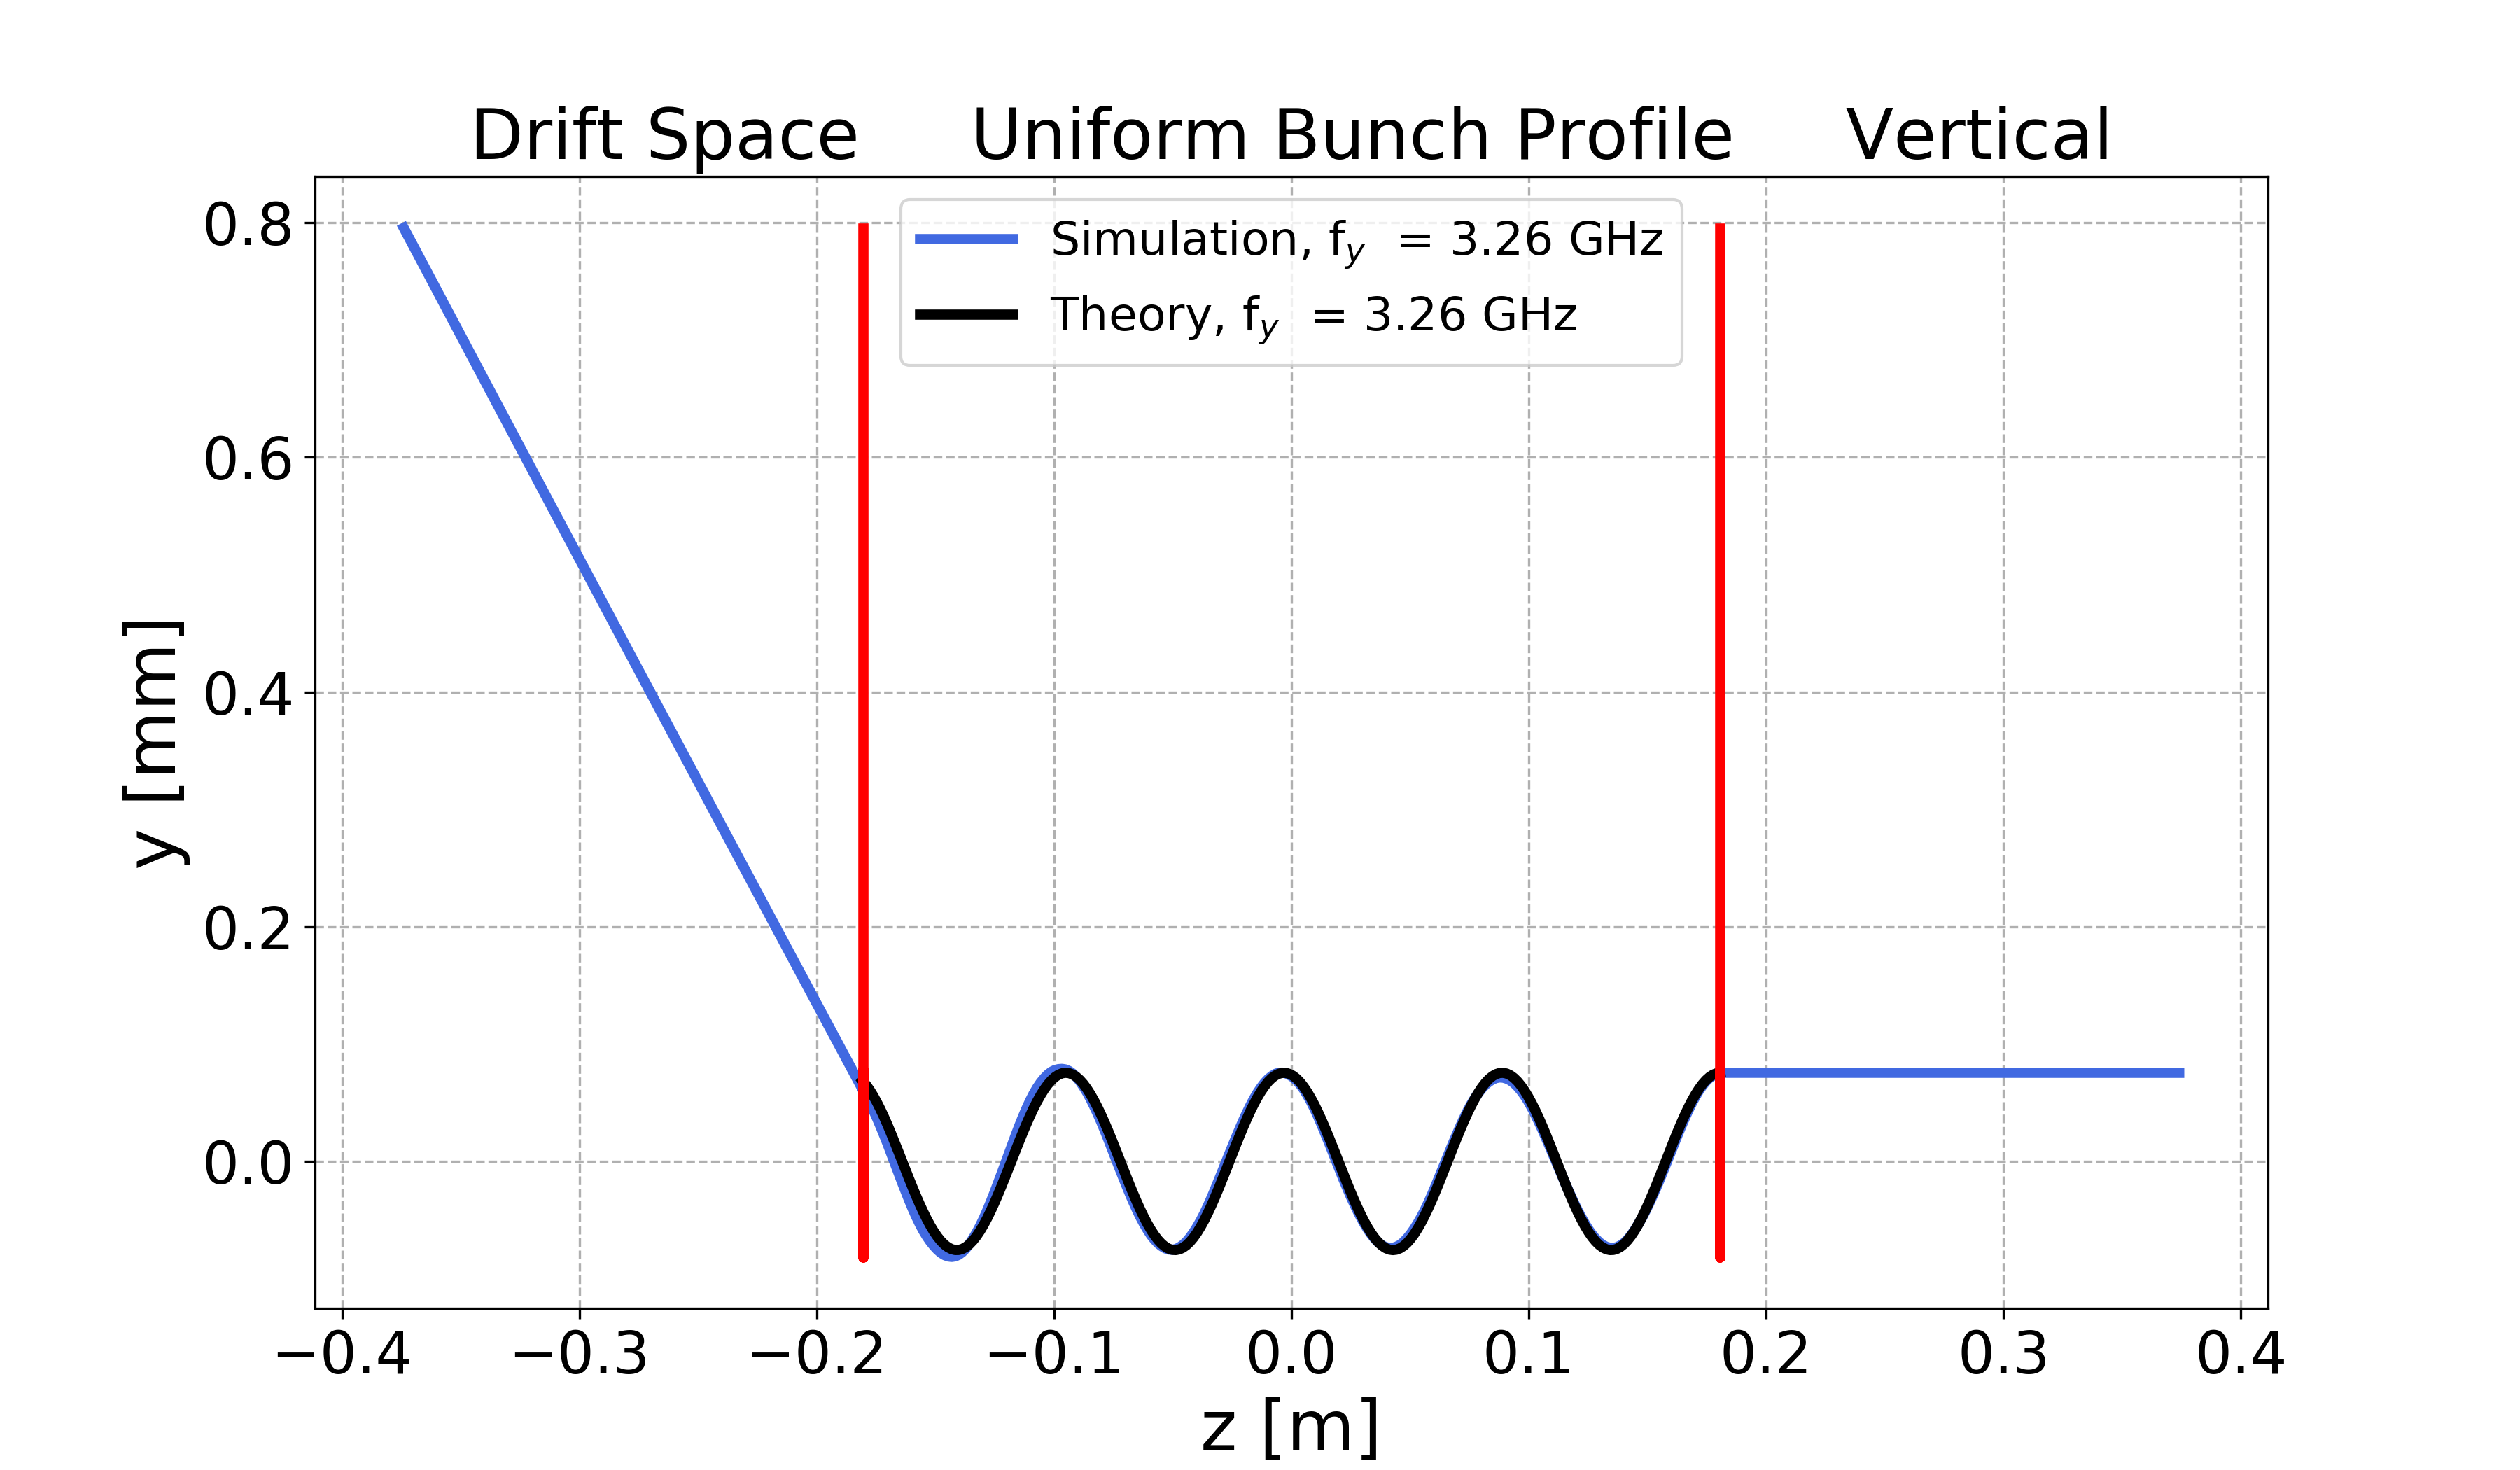 Drift Space Uniform Bunch Profile Vertical
Simulation, fy = 3.26 GHz
Theory, fy = 3.26 GHz
y [mm]
0.8
0.6
0.4
0.2
0.0
−0.4 −0.3 −0.2 −0.1 0.0 0.1 0.2 0.3 0.4
z [m]